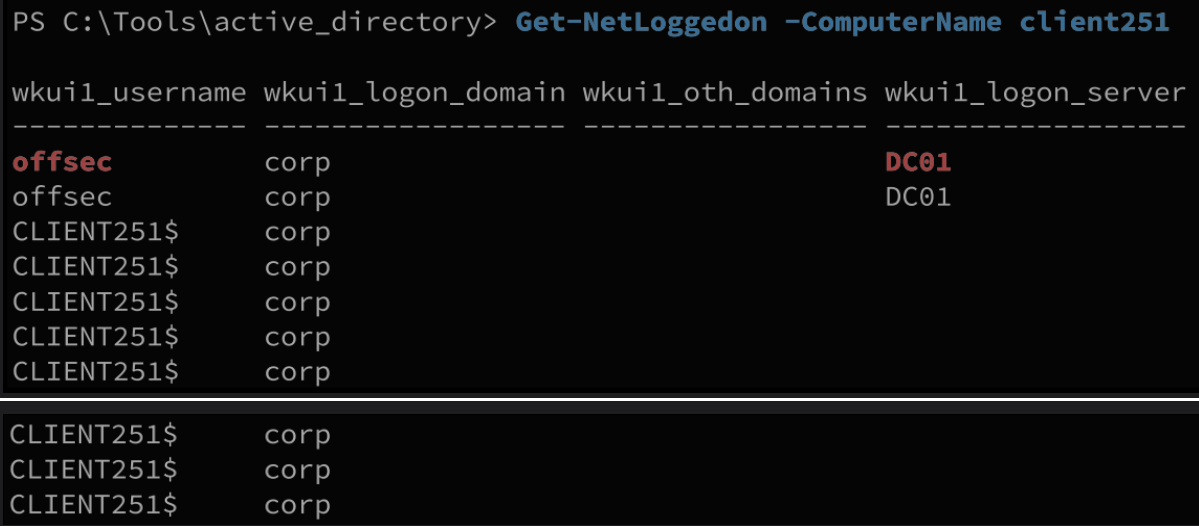 PS C:\Tools\active_directory> Get-NetLoggedon -ComputerName client251
wkui1_username wkui1_logon_domain wkui1_oth_domains wkui1_logon_server
-------------- ------------------ ----------------- ------------------
offsec corp DC01
offsec corp DC01
CLIENT251$ corp
CLIENT251$ corp
CLIENT251$ corp
CLIENT251$ corp
CLIENT251$ corp
CLIENT251$ corp
CLIENT251$ corp
CLIENT251$ corp